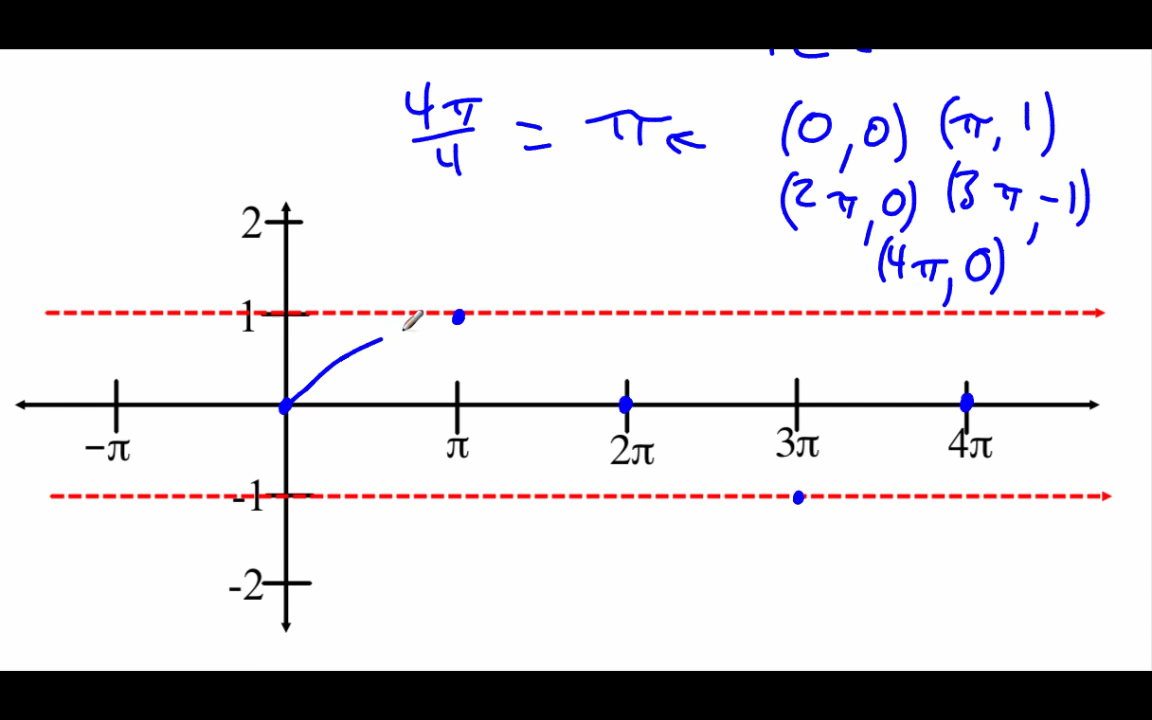 4π/4 = π ← (0,0) (π,1)
(2π,0) (3π,-1)
(4π,0)
2
1
-π π 2π 3π 4π
-1
-2